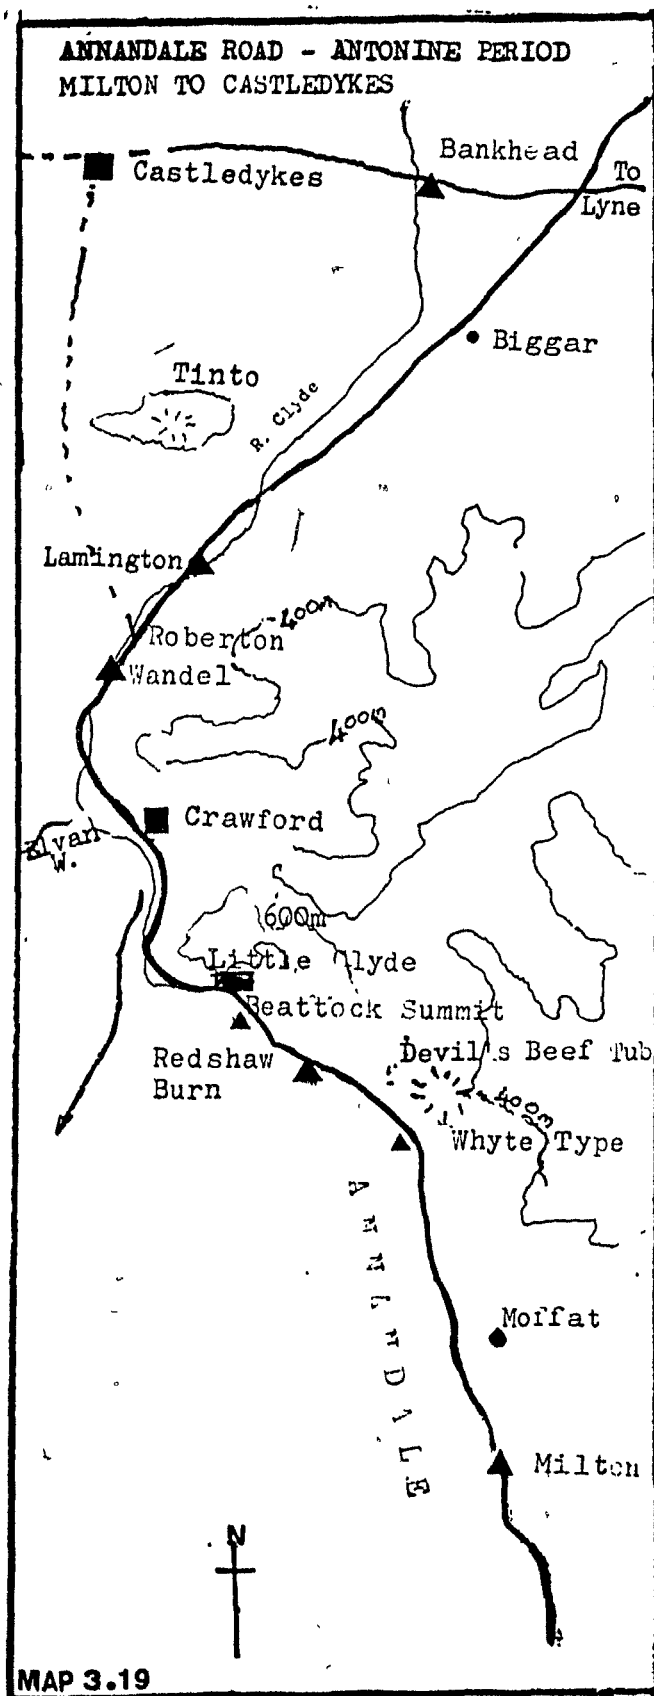 ANNANDALE ROAD - ANTONINE PERIOD
MILTON TO CASTLEDYKES
Bankhead
Castledykes
To
Lyne
Biggar
Tinto
R. Clyde
Lamington
400m
Roberton
Wandel
400m
Crawford
Elvan
W.
600m
Little Clyde
Beattock Summit
Redshaw
Burn
Devil's Beef Tub
400m
Whyte Type
ANNANDALE
Moffat
Milton
N
MAP 3.19